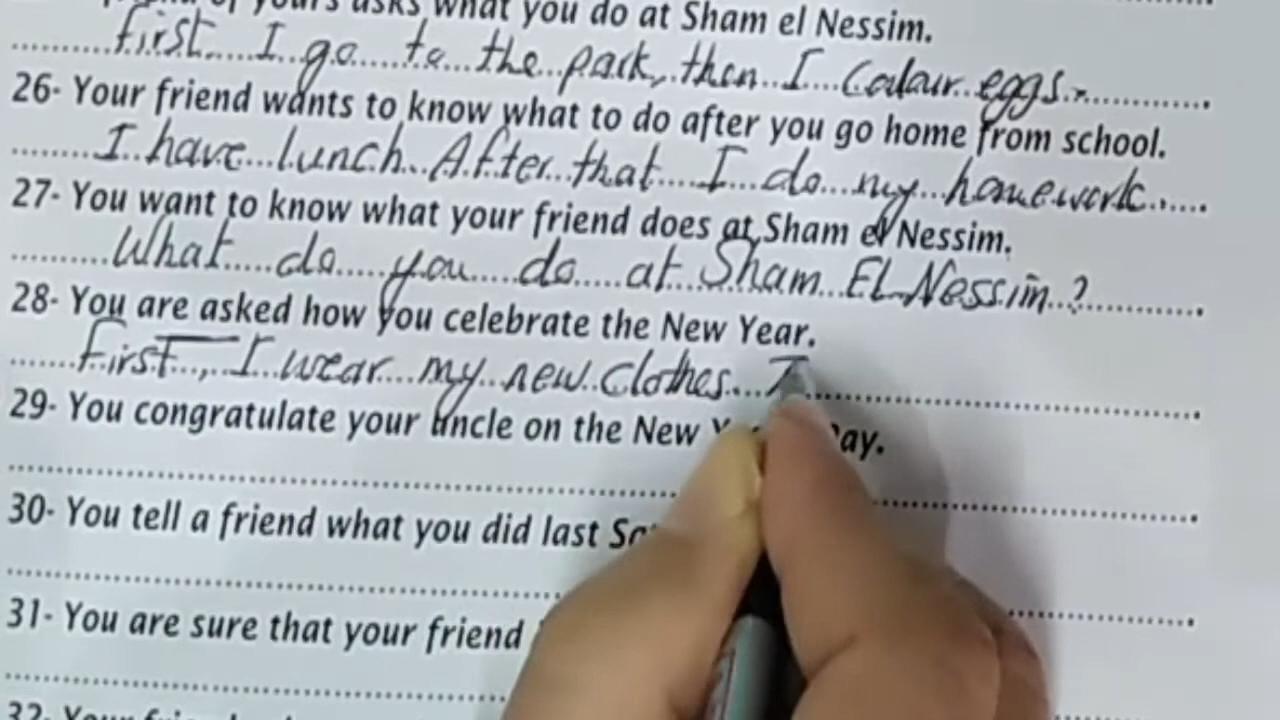 of yours asks what you do at Sham el Nessim.
First I go to the park, then I Colour eggs.
26- Your friend wants to know what to do after you go home from school.
I have lunch. After that I do my homework.
27- You want to know what your friend does at Sham el Nessim.
What do you do at Sham EL Nessim?
28- You are asked how you celebrate the New Year.
First, I wear my new Clothes. T
29- You congratulate your uncle on the New
30- You tell a friend what you did last
31- You are sure that your friend
32- Your